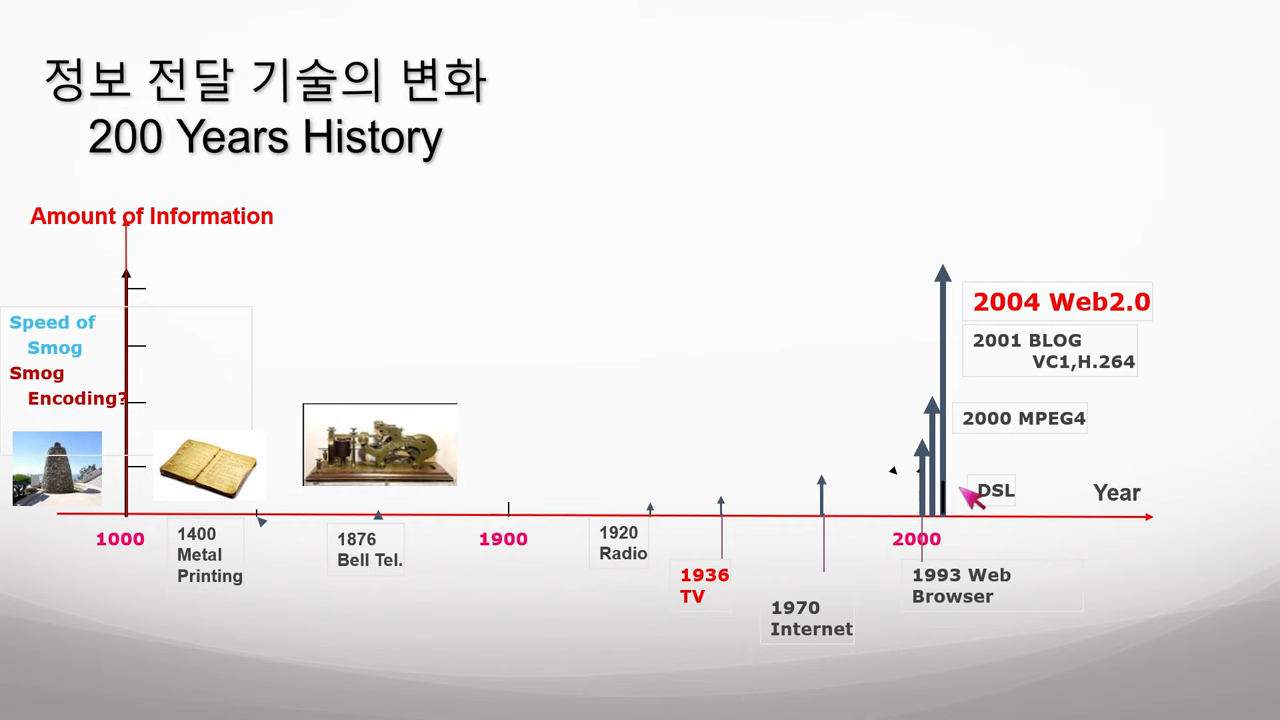 정보 전달 기술의 변화
200 Years History
Amount of Information
Speed of
Smog
Smog
Encoding?
2004 Web2.0
2001 BLOG
VC1,H.264
2000 MPEG4
DSL
Year
1000
1400
Metal
Printing
1876
Bell Tel.
1900
1920
Radio
1936
TV
1970
Internet
2000
1993 Web
Browser